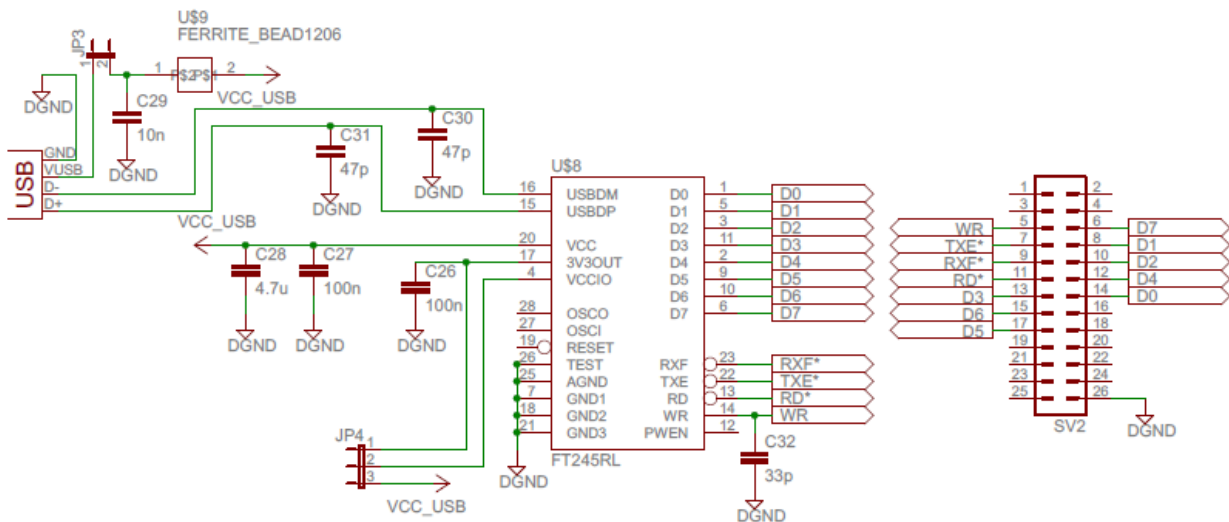 U$9
FERRITE_BEAD1206
JP3
1
2
1
P$2
P$1
2
VCC_USB
DGND
C29
10n
DGND
C30
47p
DGND
C31
47p
DGND
USB
GND
VUSB
D-
D+
VCC_USB
C28
4.7u
DGND
C27
100n
DGND
C26
100n
DGND
U$8
16 USBDM D0 1 D0
15 USBDP D1 5 D1
D2 3 D2
20 VCC D3 11 D3
17 3V3OUT D4 2 D4
4 VCCIO D5 9 D5
D6 10 D6
28 OSCO D7 6 D7
27 OSCI
19 RESET
26 TEST RXF 23 RXF*
25 AGND TXE 22 TXE*
7 GND1 RD 13 RD*
18 GND2 WR 14 WR
21 GND3 PWEN 12
FT245RL
DGND
JP4
1
2
3
VCC_USB
C32
33p
DGND
1 2
3 4
WR 5 6 D7
TXE* 7 8 D1
RXF* 9 10 D2
RD* 11 12 D4
D3 13 14 D0
D6 15 16
D5 17 18
19 20
21 22
23 24
25 26
SV2
DGND